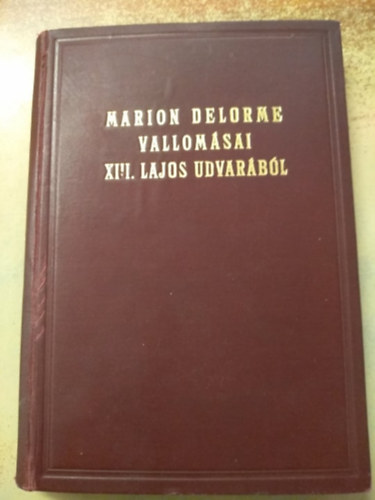 MARION DELORME
VALLOMÁSAI
XIII. LAJOS UDVARÁBÓL